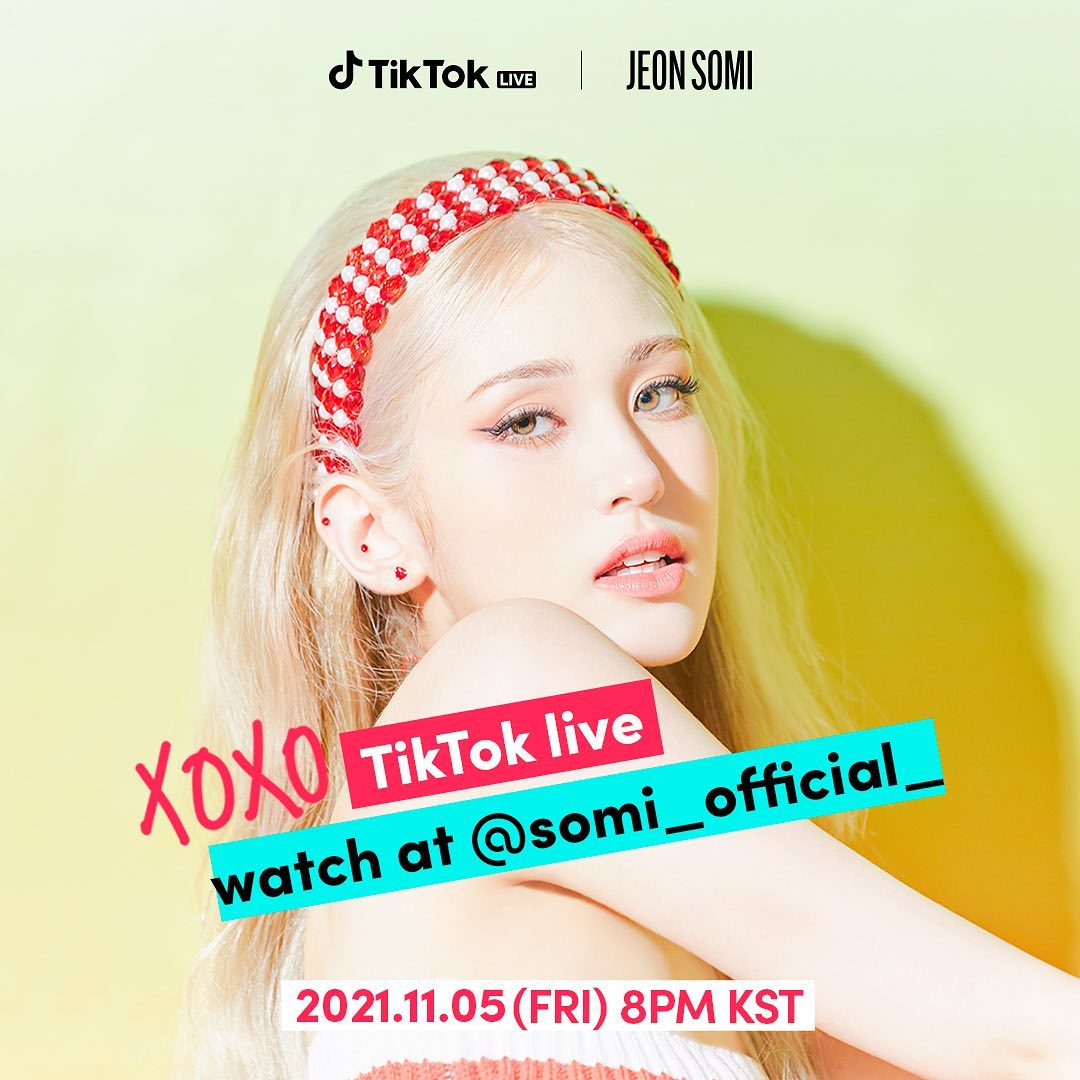 TikTok LIVE | JEON SOMI
XOXO TikTok live
watch at @somi_official_
2021.11.05 (FRI) 8PM KST